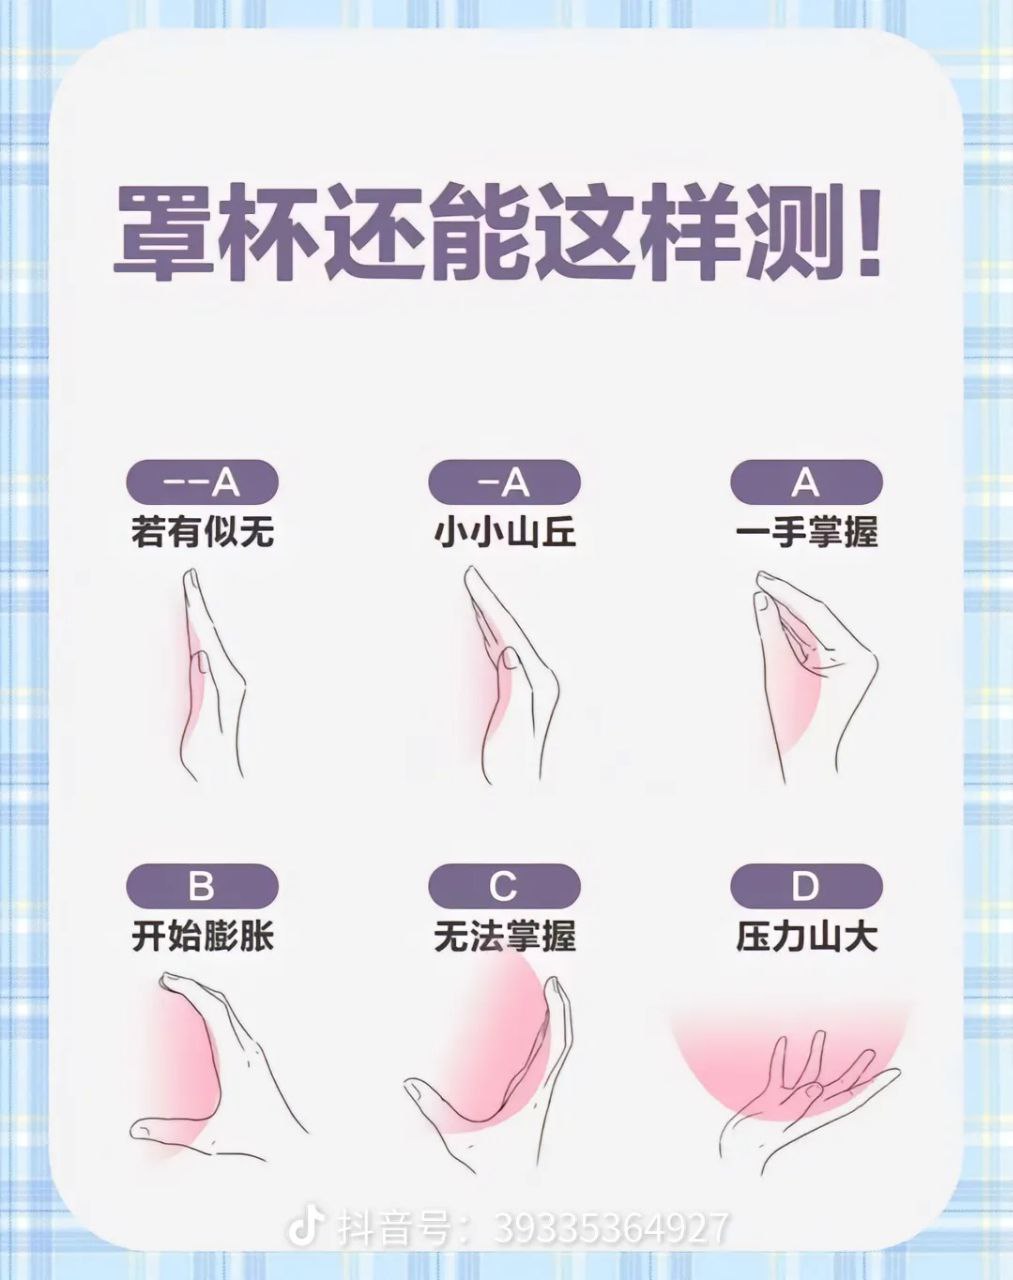 罩杯还能这样测!
--A
若有似无
-A
小小山丘
A
一手掌握
B
开始膨胀
C
无法掌握
D
压力山大
抖音号：39335364927